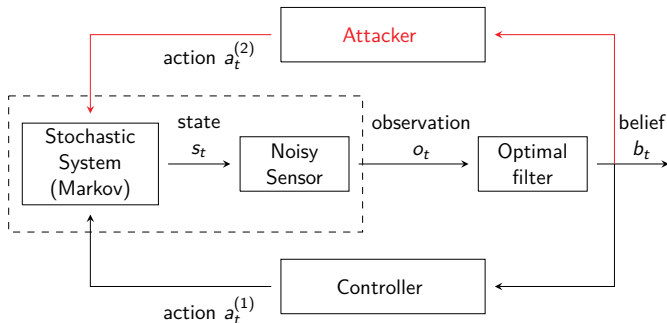 Attacker
action a_t^{(2)}
Stochastic
System
(Markov)
state
s_t
Noisy
Sensor
observation
o_t
Optimal
filter
belief
b_t
Controller
action a_t^{(1)}